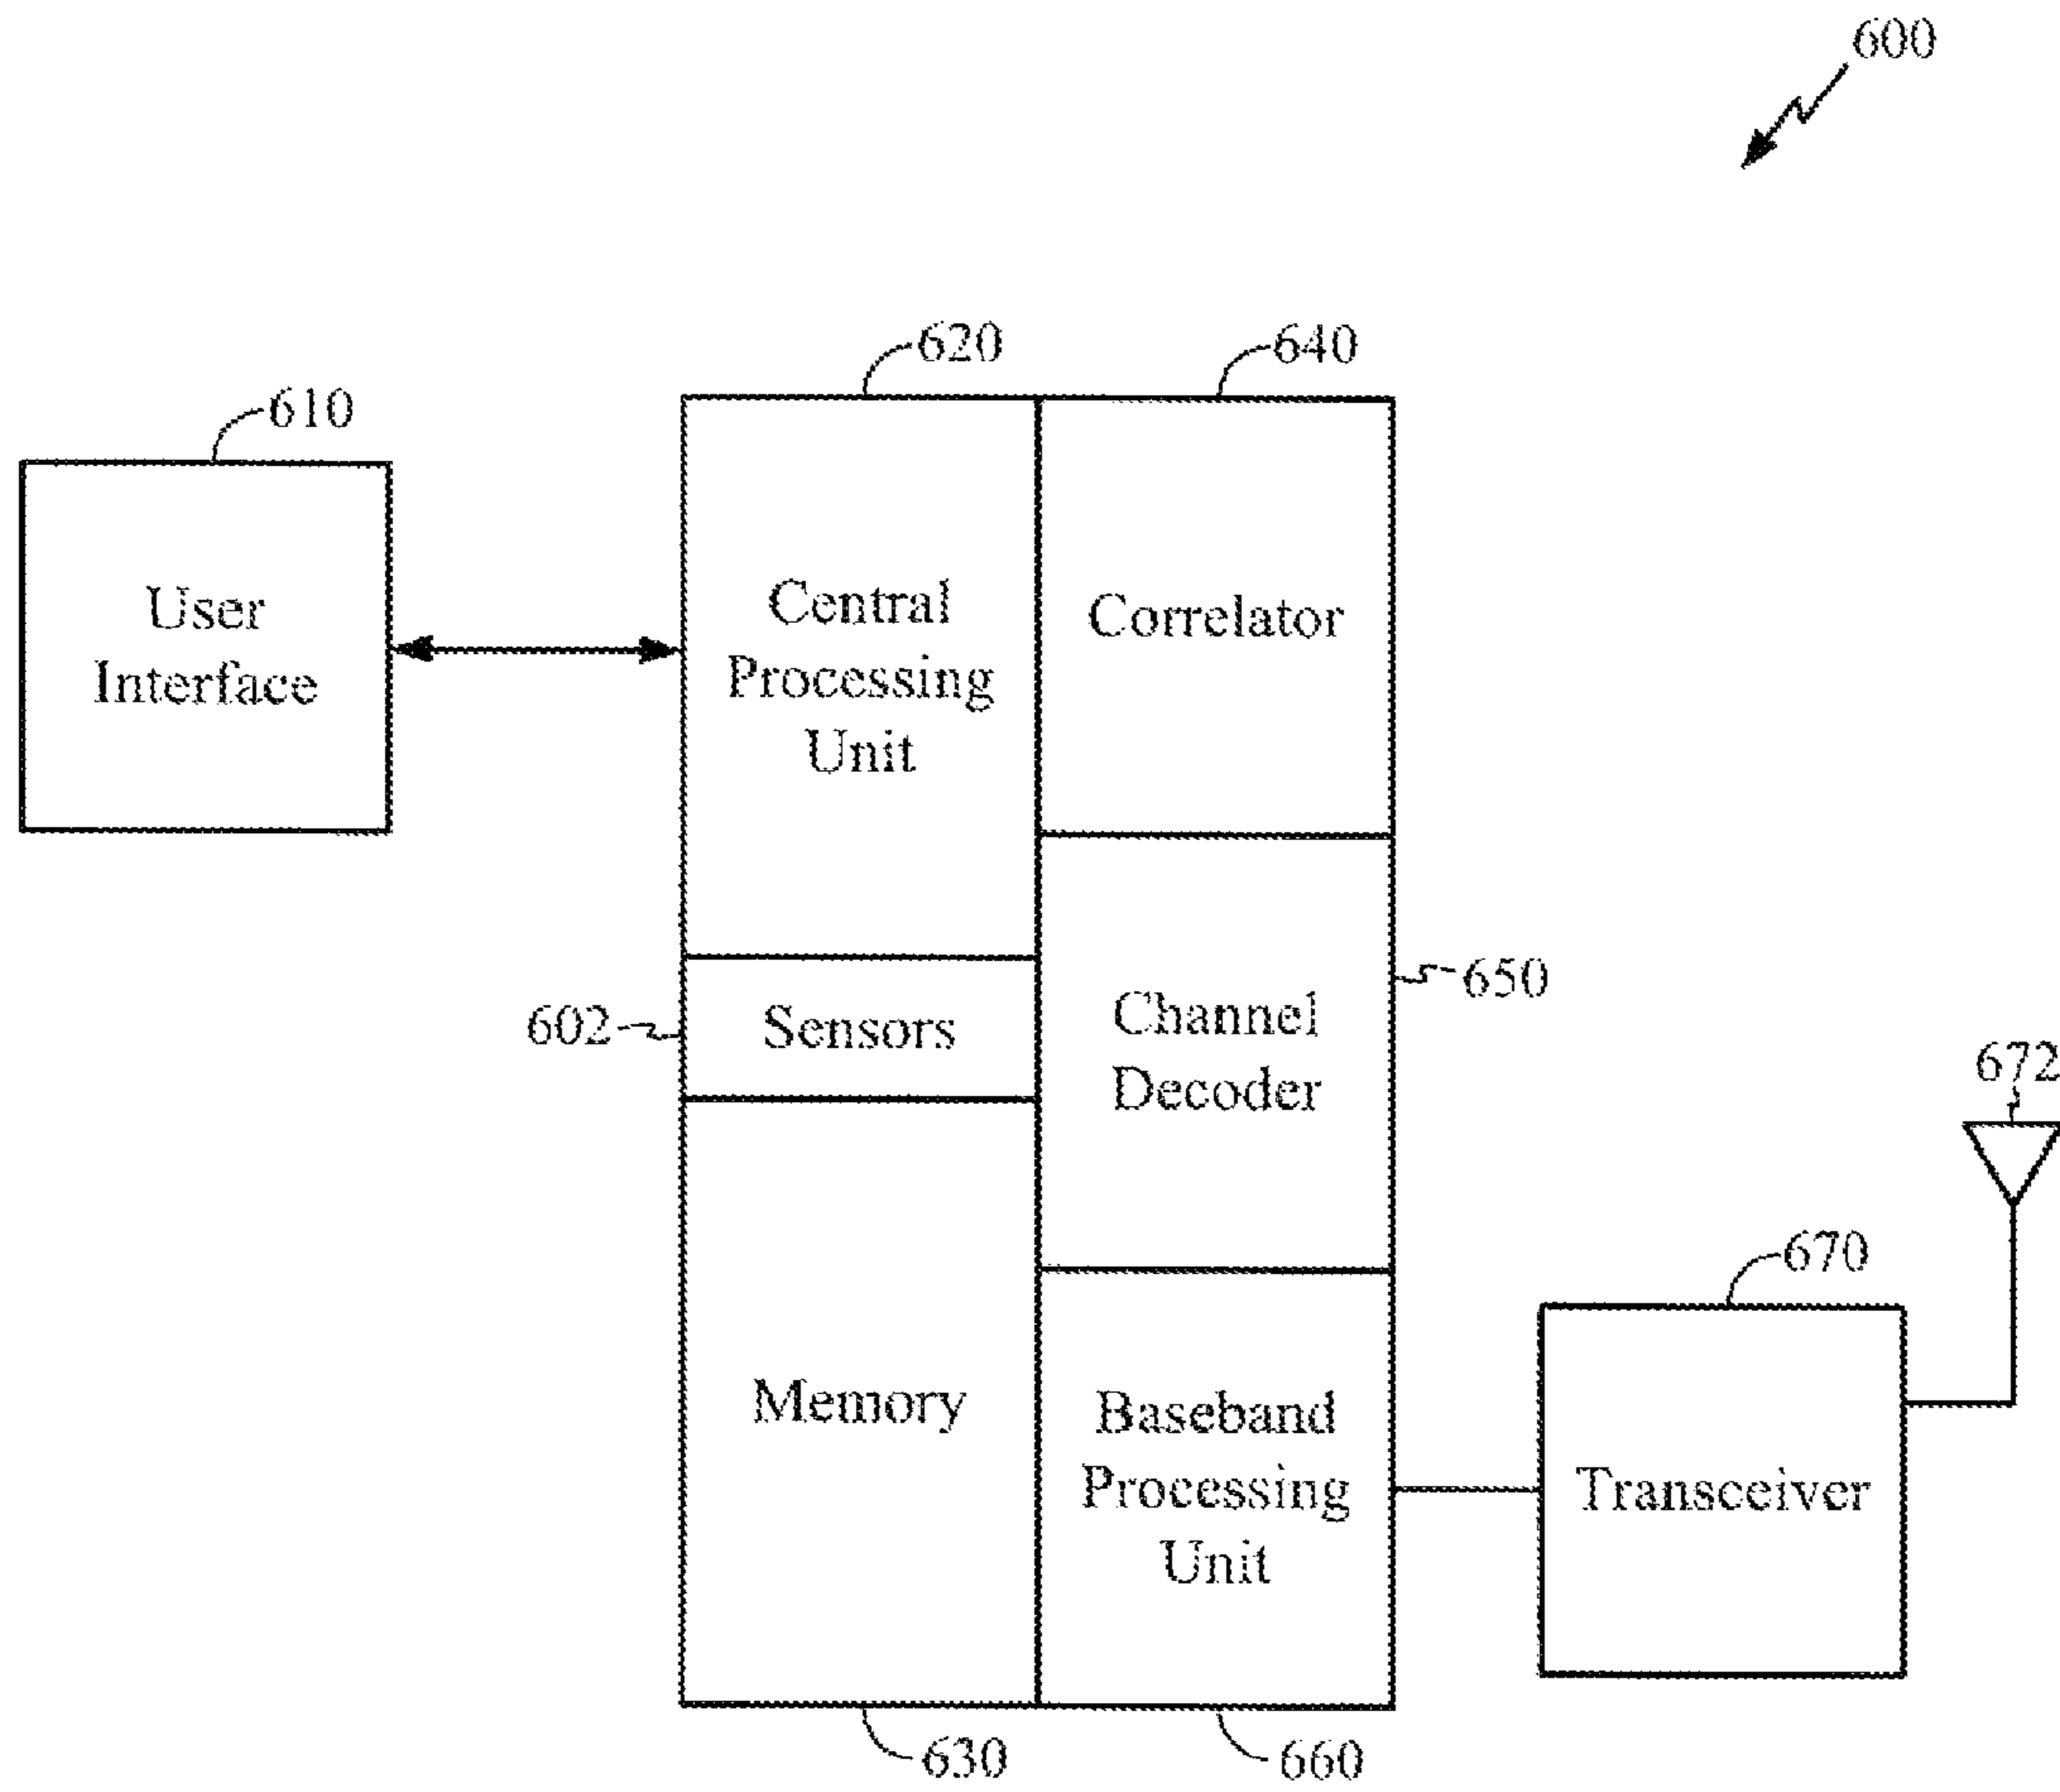 600
620
640
610
User
Interface
Central
Processing
Unit
Correlator
602
Sensors
Channel
Decoder
650
672
670
Memory
Baseband
Processing
Unit
Transceiver
630
660